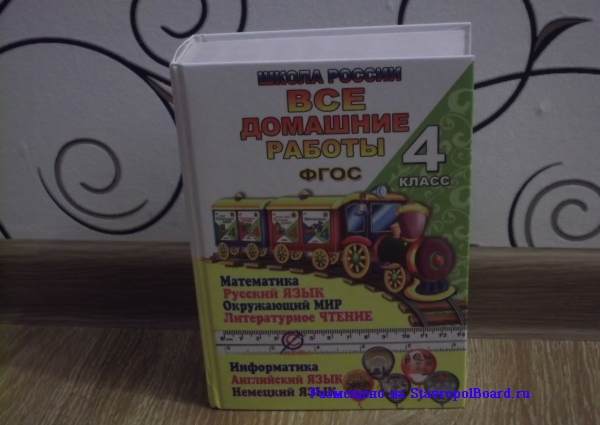 ШКОЛА РОССИИ
ВСЕ
ДОМАШНИЕ
РАБОТЫ
ФГОС
4
КЛАСС
Математика
Русский ЯЗЫК
Окружающий МИР
Литературное ЧТЕНИЕ
Информатика
Английский ЯЗЫК
Немецкий ЯЗЫК
Размещено на StavropolBoard.ru